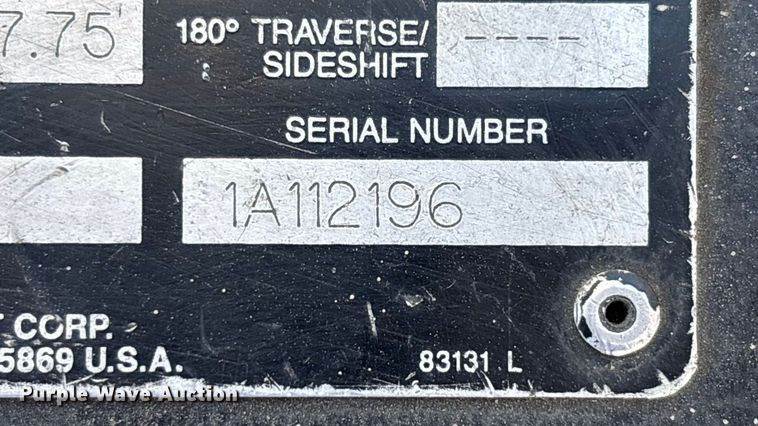 7.75'
180° TRAVERSE/
SIDESHIFT
----
SERIAL NUMBER
1A112196
CORP.
5869 U.S.A.
83131 L
Purple Wave Auction